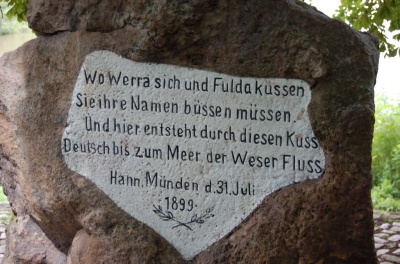 Wo Werra sich und Fulda küssen
Sie ihre Namen büssen müssen.
Und hier entsteht durch diesen Kuss
Deutsch bis zum Meer der Weser Fluss.
Hann. Münden d. 31. Juli
1899.